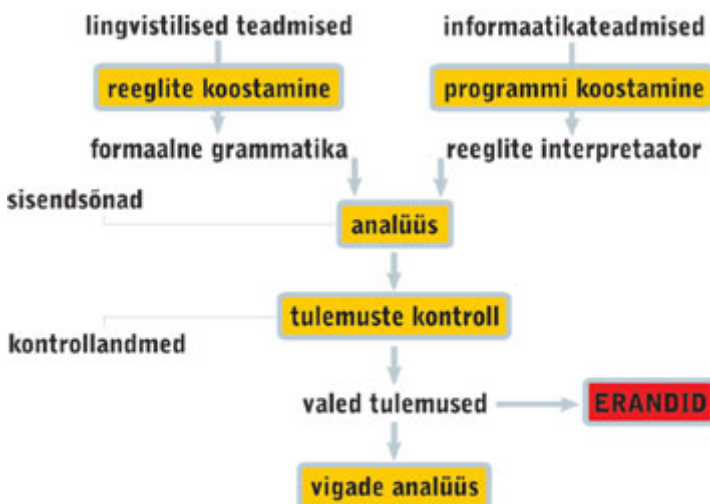 lingvistilised teadmised
informaatikateadmised
reeglite koostamine
programmi koostamine
formaalne grammatika
reeglite interpretaator
sisendsõnad
analüüs
tulemuste kontroll
kontrollandmed
valed tulemused
ERANDID
vigade analüüs